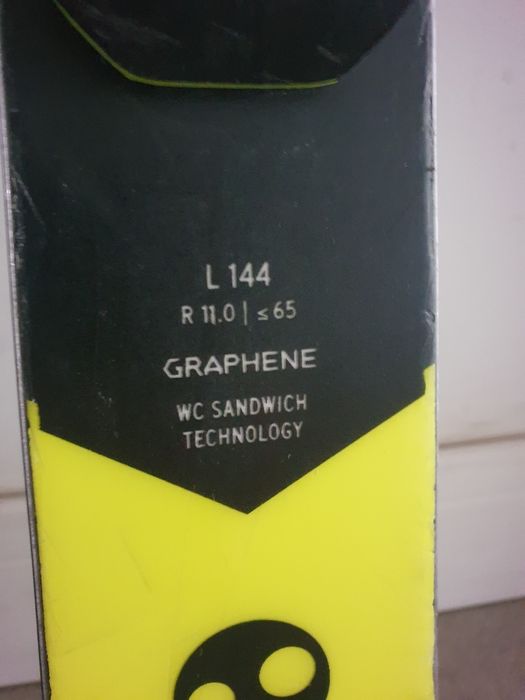 L 144
R 11.0 | ≤ 65
GRAPHENE
WC SANDWICH
TECHNOLOGY